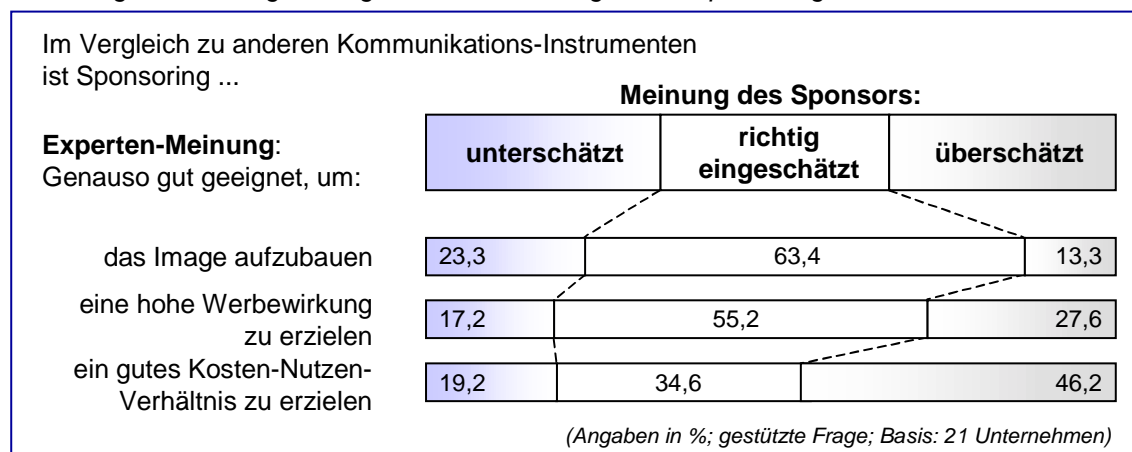 Im Vergleich zu anderen Kommunikations-Instrumenten
ist Sponsoring ...
Meinung des Sponsors:
Experten-Meinung:
Genauso gut geeignet, um:
unterschätzt
richtig
eingeschätzt
überschätzt
das Image aufzubauen
23,3
63,4
13,3
eine hohe Werbewirkung
zu erzielen
17,2
55,2
27,6
ein gutes Kosten-Nutzen-
Verhältnis zu erzielen
19,2
34,6
46,2
(Angaben in %; gestützte Frage; Basis: 21 Unternehmen)